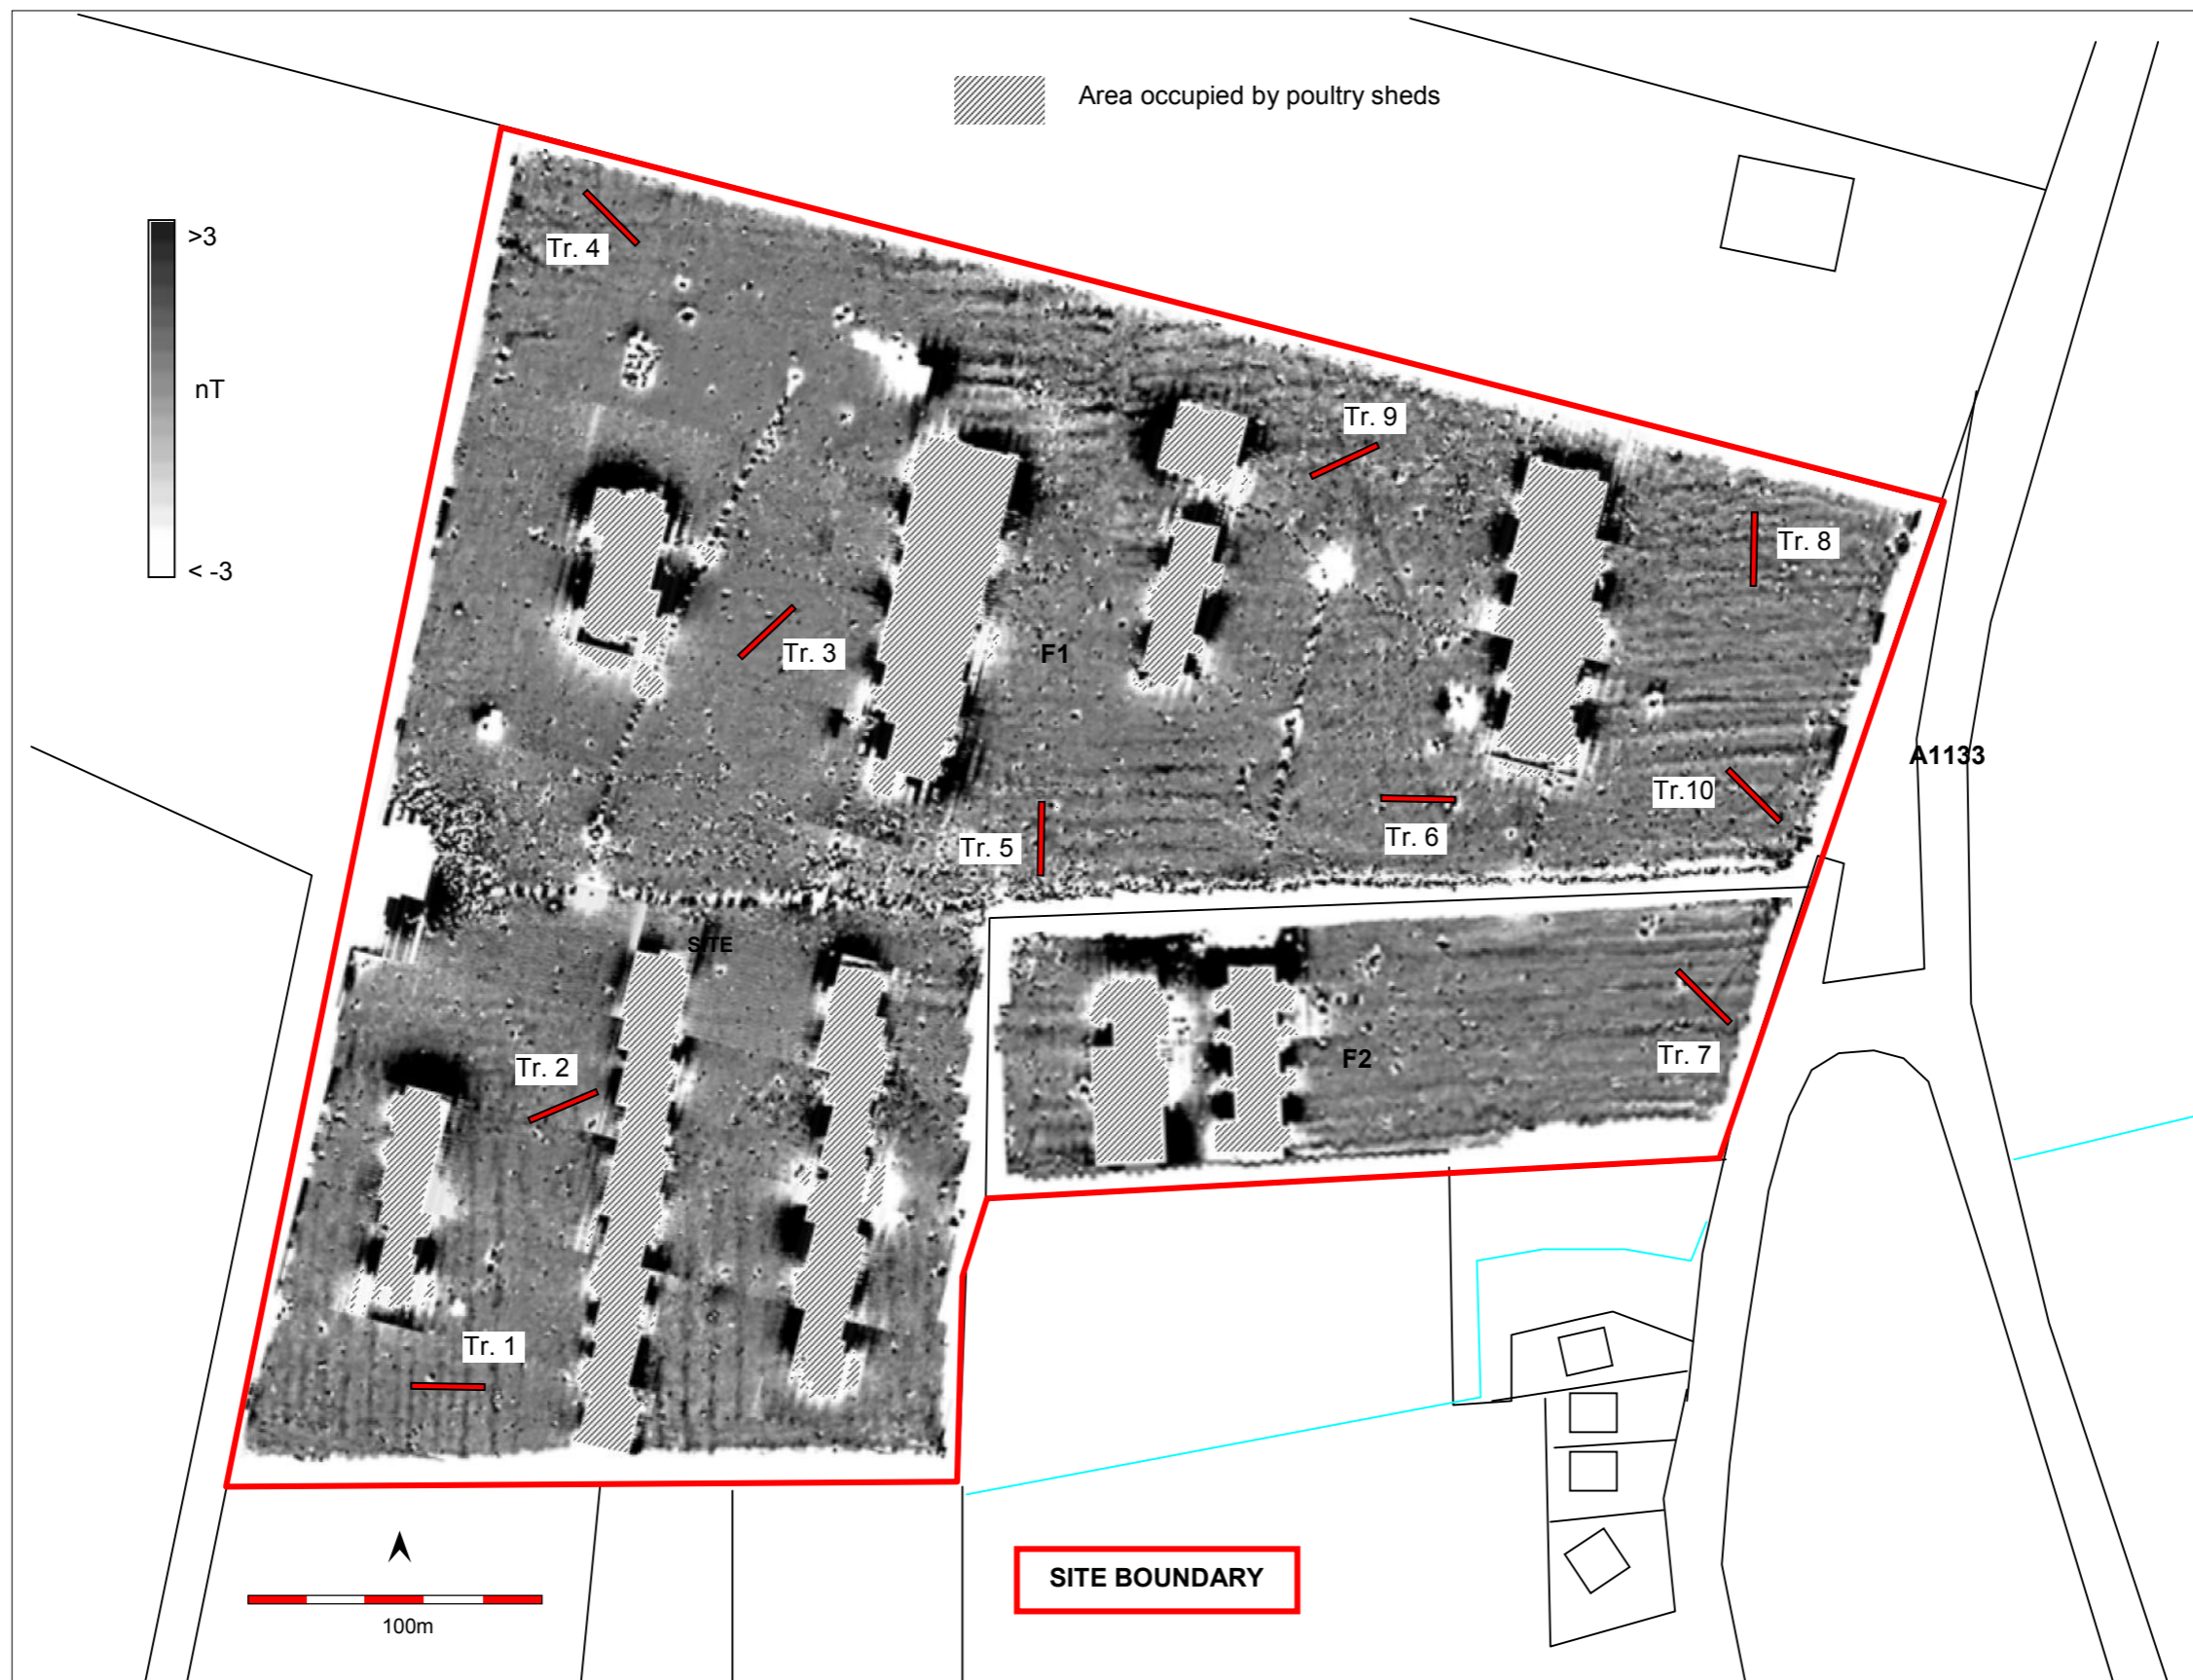 Area occupied by poultry sheds
>3
nT
< -3
Tr. 4
Tr. 9
Tr. 8
Tr. 3
F1
A1133
Tr.10
Tr. 6
Tr. 5
SITE
Tr. 2
F2
Tr. 7
Tr. 1
SITE BOUNDARY
100m